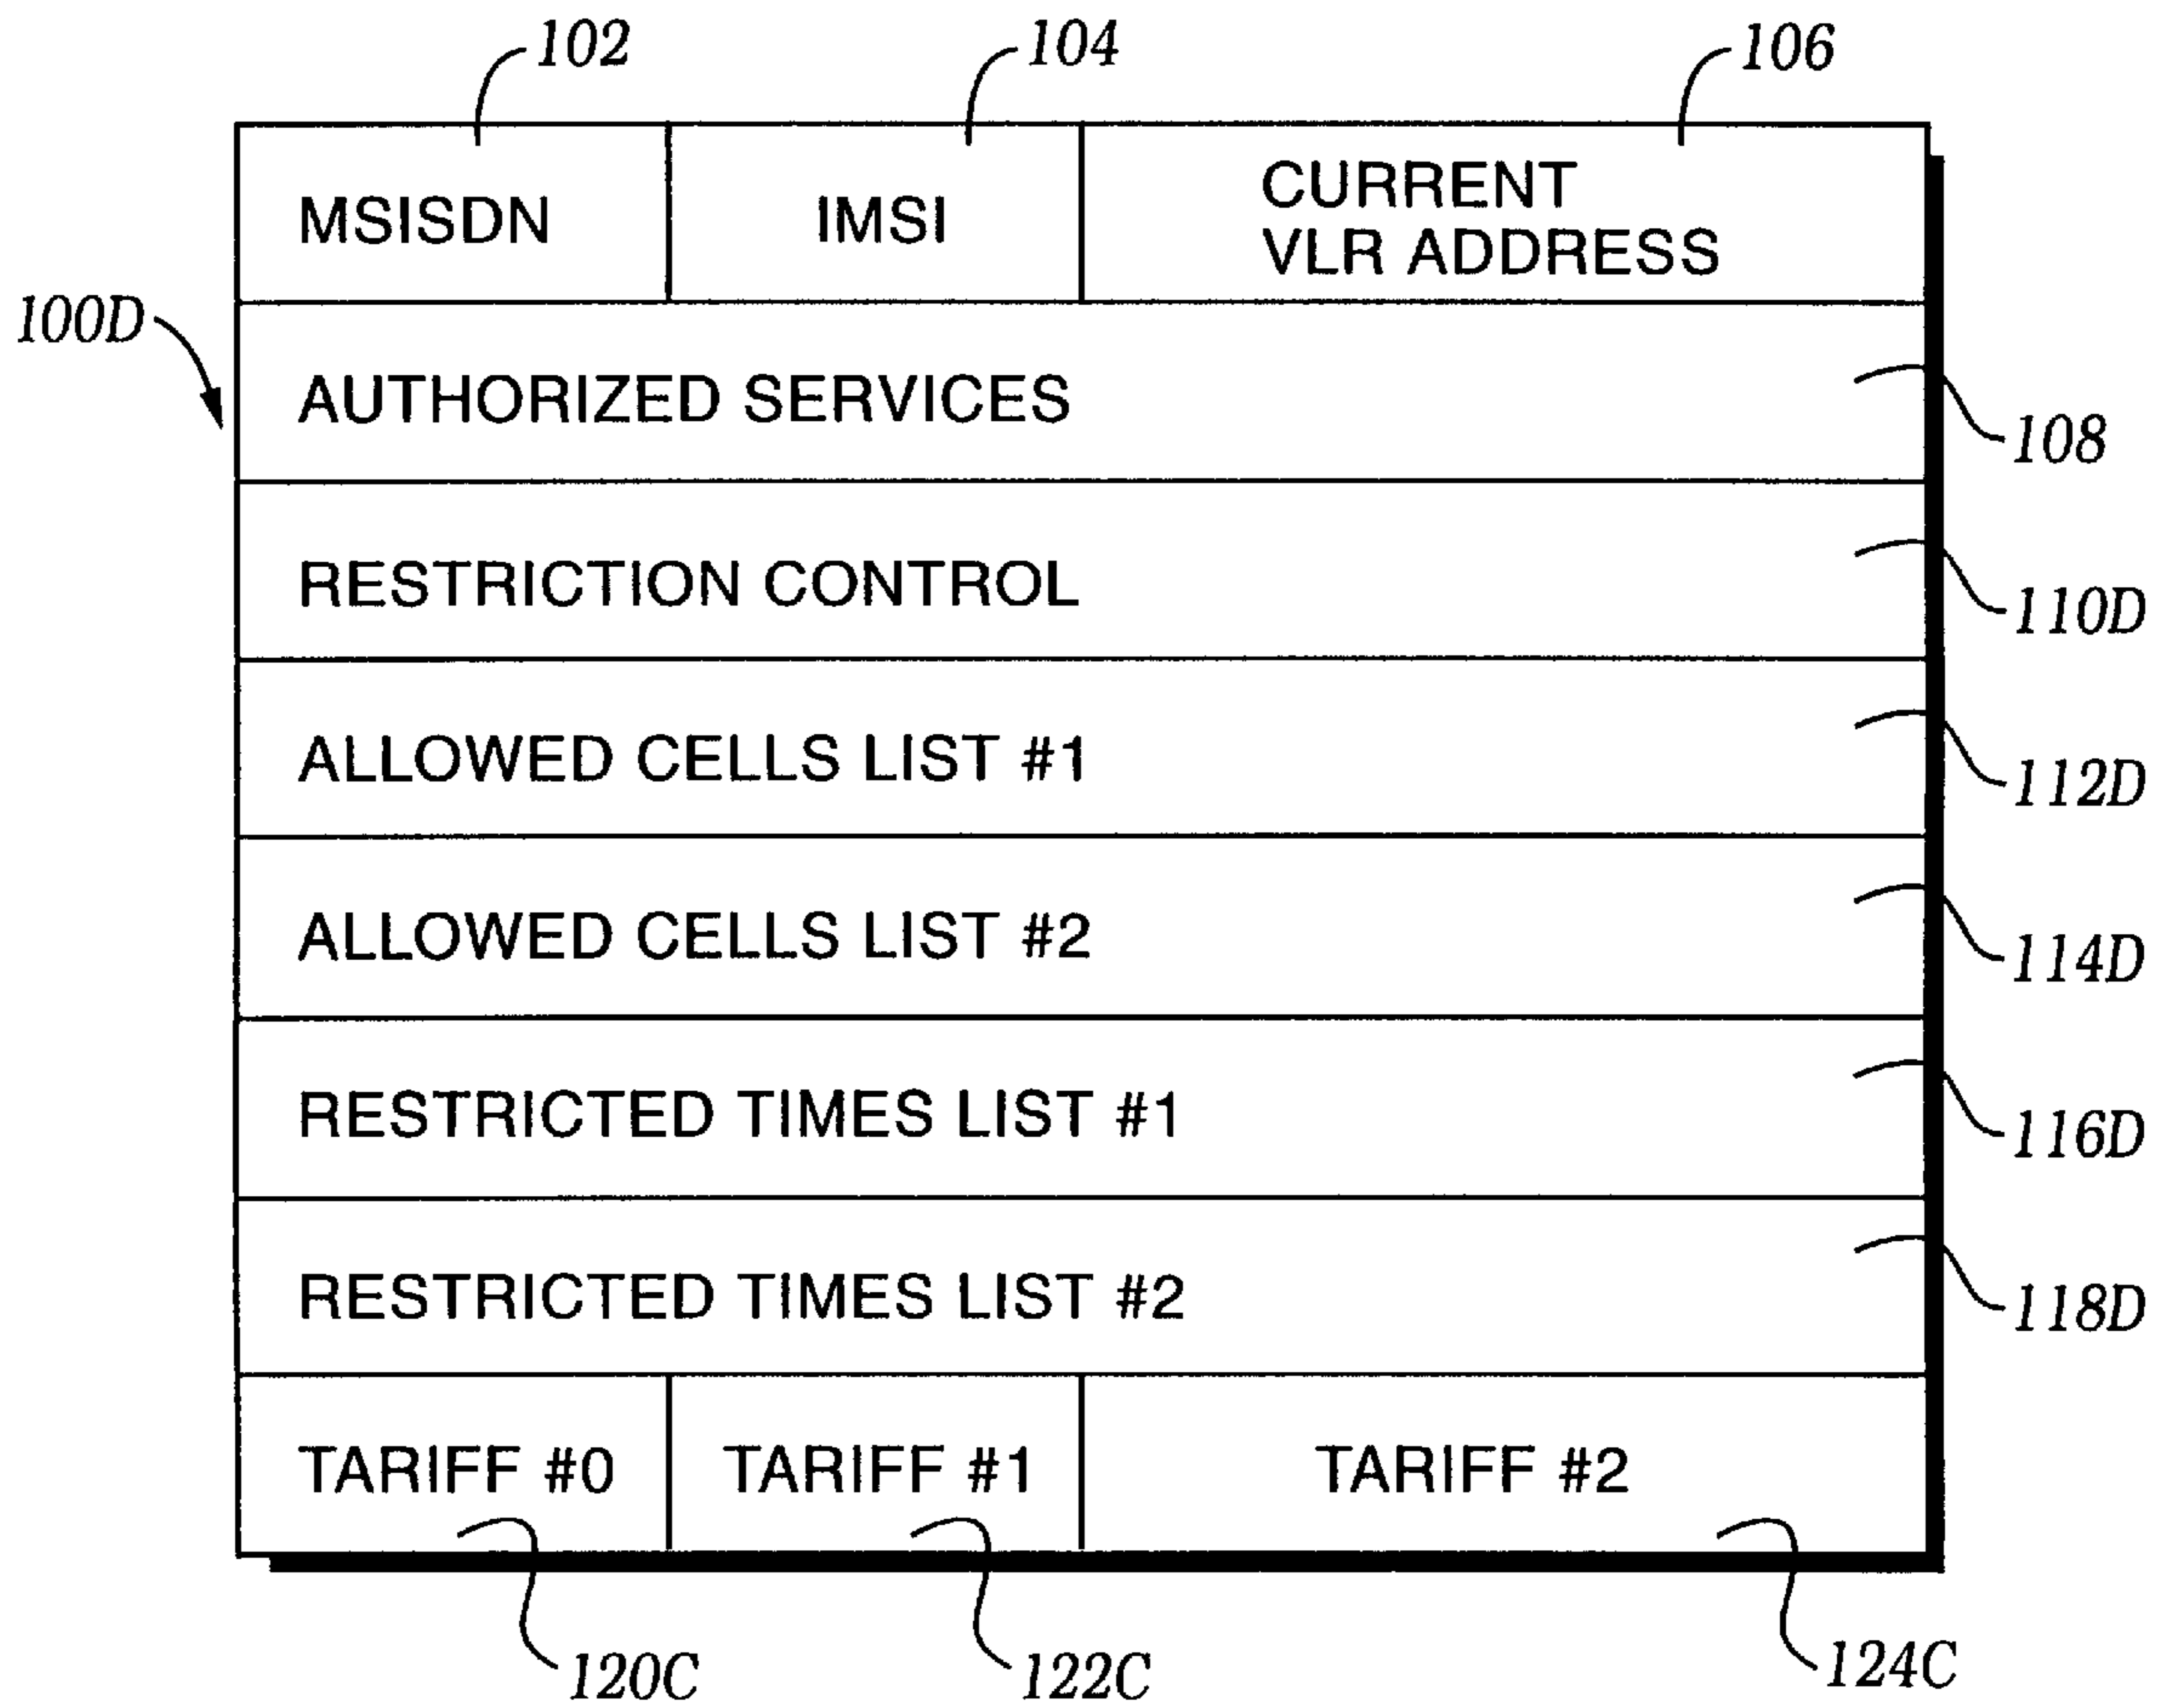 102
104
106
MSISDN
IMSI
CURRENT
VLR ADDRESS
100D
AUTHORIZED SERVICES
108
RESTRICTION CONTROL
110D
ALLOWED CELLS LIST #1
112D
ALLOWED CELLS LIST #2
114D
RESTRICTED TIMES LIST #1
116D
RESTRICTED TIMES LIST #2
118D
TARIFF #0
TARIFF #1
TARIFF #2
120C
122C
124C